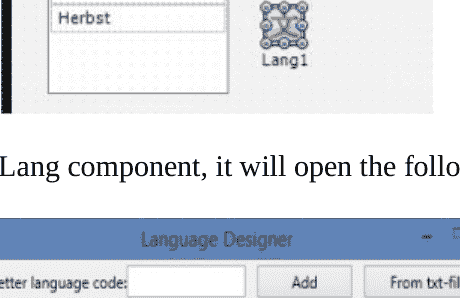 Herbst
Lang1
Lang component, it will open the follo
Language Designer
etter language code:
Add
From txt-fil